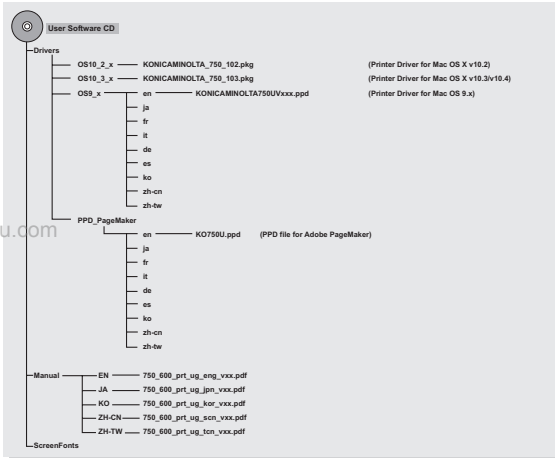 User Software CD
Drivers
OS10_2_x KONICAMINOLTA_750_102.pkg (Printer Driver for Mac OS X v10.2)
OS10_3_x KONICAMINOLTA_750_103.pkg (Printer Driver for Mac OS X v10.3/v10.4)
OS9_x en KONICAMINOLTA750UVxxx.ppd (Printer Driver for Mac OS 9.x)
ja
fr
it
de
es
ko
zh-cn
zh-tw
PPD_PageMaker
u.com
en KO750U.ppd (PPD file for Adobe PageMaker)
ja
fr
it
de
es
ko
zh-cn
zh-tw
Manual EN 750_600_prt_ug_eng_vxx.pdf
JA 750_600_prt_ug_jpn_vxx.pdf
KO 750_600_prt_ug_kor_vxx.pdf
ZH-CN 750_600_prt_ug_scn_vxx.pdf
ZH-TW 750_600_prt_ug_tcn_vxx.pdf
ScreenFonts